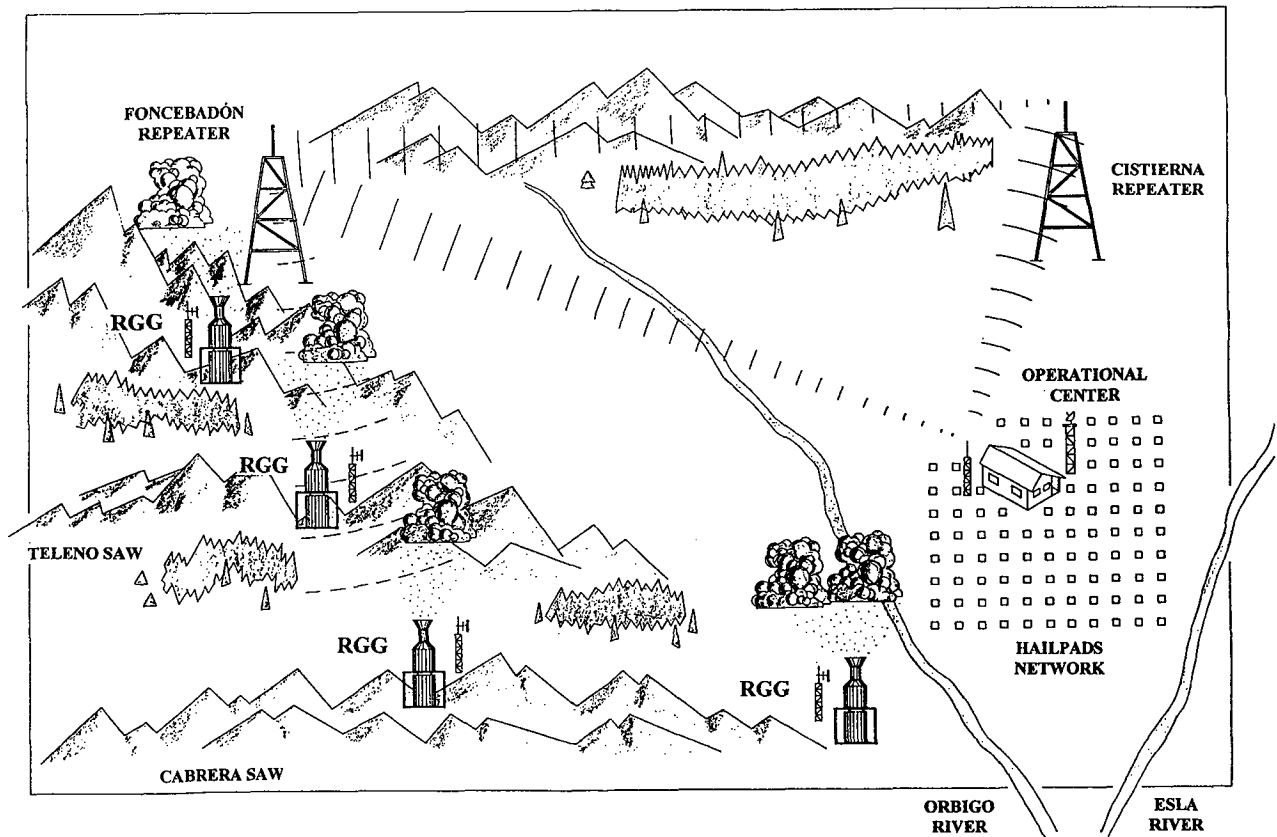 FONCEBADÓN
REPEATER
CISTIERNA
REPEATER
RGG
OPERATIONAL
CENTER
RGG
TELENO SAW
RGG
HAILPADS
NETWORK
RGG
CABRERA SAW
ORBIGO
RIVER
ESLA
RIVER